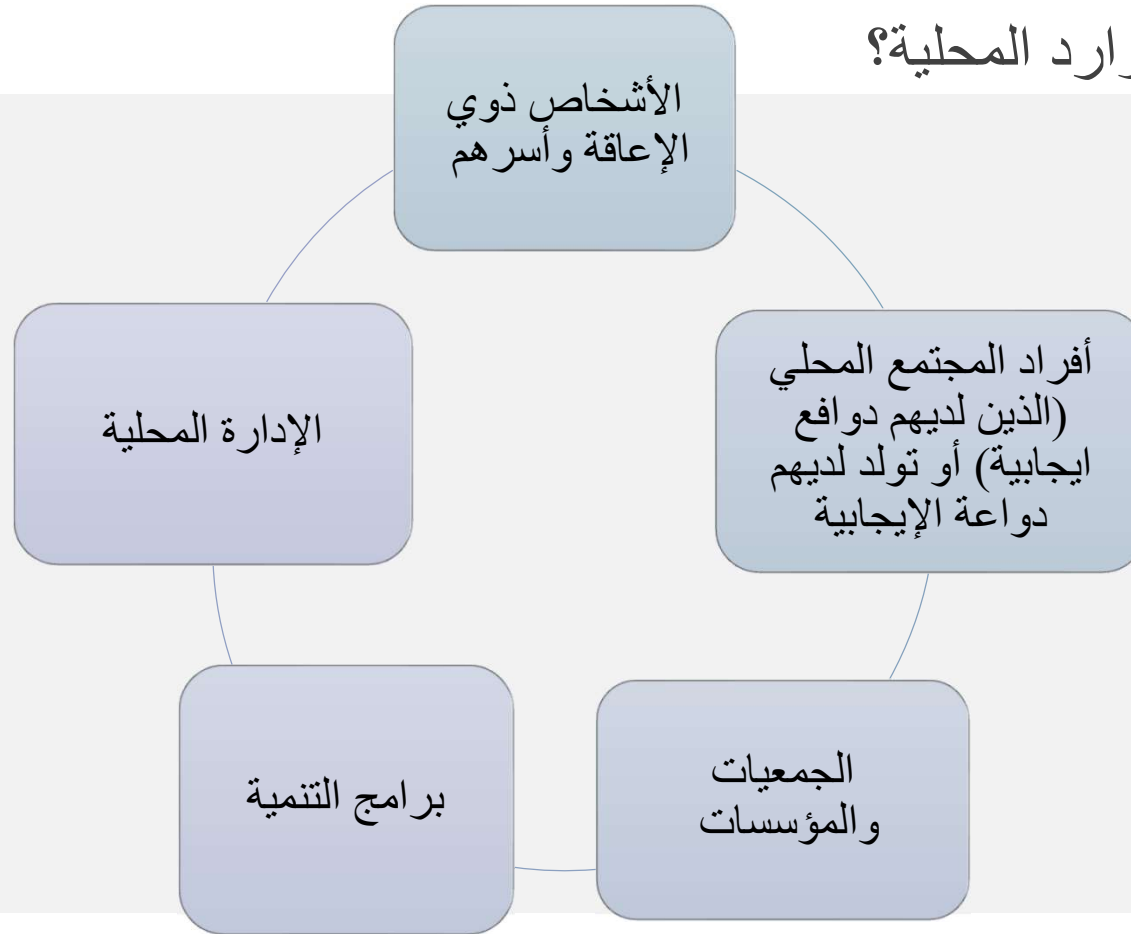 المحلية؟
الأشخاص ذوي
الإعاقة وأسرهم
أفراد المجتمع المحلي
(الذين لديهم دوافع
ايجابية) أو تولد لديهم
دواعة الإيجابية
الجمعيات
والمؤسسات
برامج التنمية
الإدارة المحلية